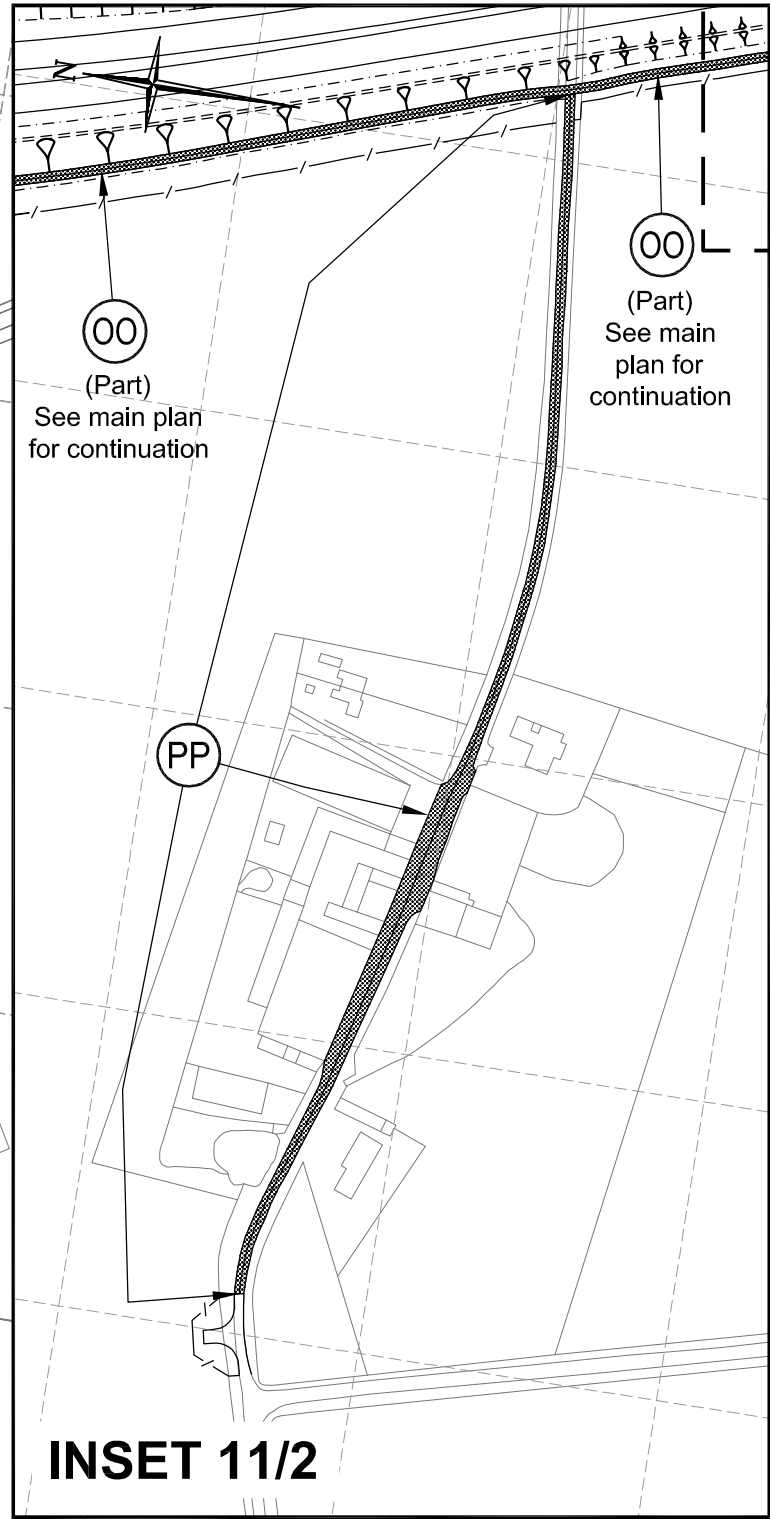 N
OO
(Part)
See main plan
for continuation
OO
(Part)
See main
plan for
continuation
PP
INSET 11/2